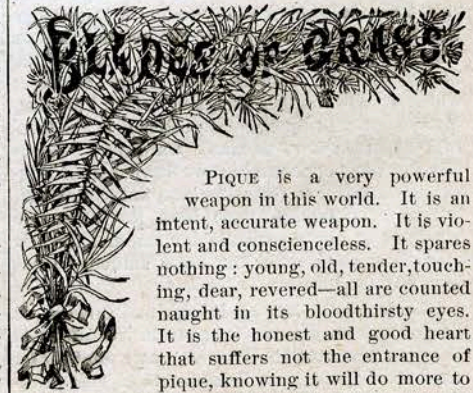 BLADES OF GRASS
PIQUE is a very powerful
weapon in this world. It is an
intent, accurate weapon. It is vio-
lent and conscienceless. It spares
nothing : young, old, tender, touch-
ing, dear, revered—all are counted
naught in its bloodthirsty eyes.
It is the honest and good heart
that suffers not the entrance of
pique, knowing it will do more to